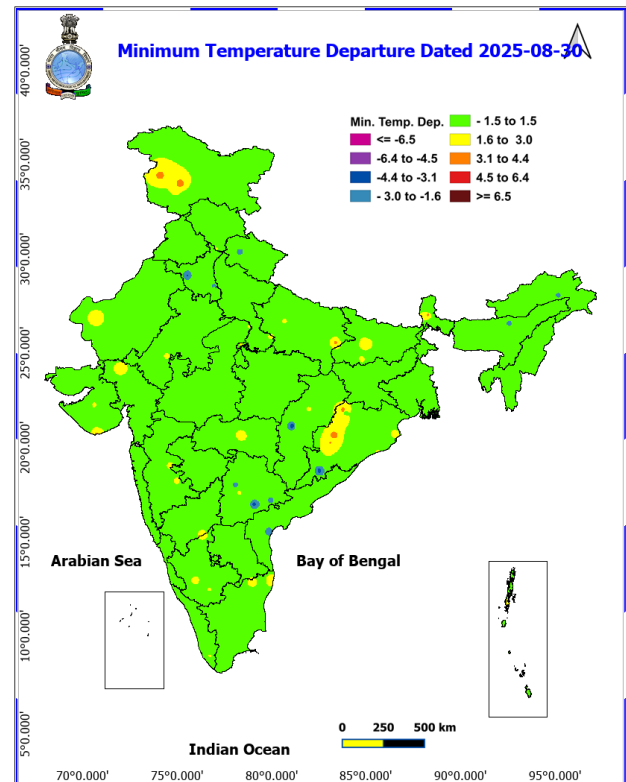 Minimum Temperature Departure Dated 2025-08-30
Min. Temp. Dep.
<= -6.5
-6.4 to -4.5
-4.4 to -3.1
- 3.0 to -1.6
- 1.5 to 1.5
1.6 to 3.0
3.1 to 4.4
4.5 to 6.4
>= 6.5
40°0.000'
35°0.000'
30°0.000'
25°0.000'
20°0.000'
15°0.000'
10°0.000'
5°0.000'
Arabian Sea
Bay of Bengal
Indian Ocean
0 250 500 km
70°0.000' 75°0.000' 80°0.000' 85°0.000' 90°0.000' 95°0.000'